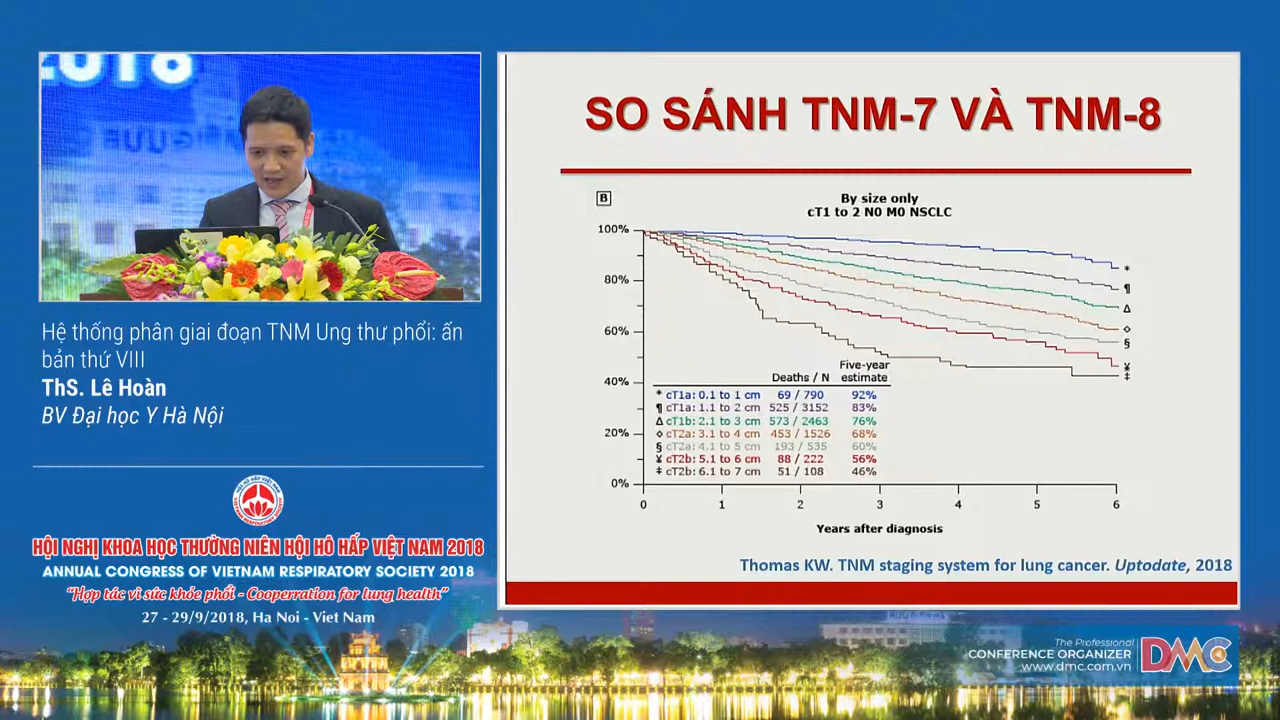 2018
Hệ thống phân giai đoạn TNM Ung thư phổi: ấn
bản thứ VIII
ThS. Lê Hoàn
BV Đại học Y Hà Nội
HỘI HÔ HẤP VIỆT NAM
VIETNAM RESPIRATORY SOCIETY
HỘI NGHỊ KHOA HỌC THƯỜNG NIÊN HỘI HÔ HẤP VIỆT NAM 2018
ANNUAL CONGRESS OF VIETNAM RESPIRATORY SOCIETY 2018
“Hợp tác vì sức khỏe phổi - Cooperration for lung health”
27 - 29/9/2018, Ha Noi - Viet Nam
SO SÁNH TNM-7 VÀ TNM-8
B
By size only
cT1 to 2 N0 M0 NSCLC
100%
80%
60%
40%
20%
0%
* 
¶
Δ
◇
§
¥
‡
Deaths / N Five-year estimate
* cT1a: 0.1 to 1 cm 69 / 790 92%
¶ cT1a: 1.1 to 2 cm 525 / 3152 83%
Δ cT1b: 2.1 to 3 cm 573 / 2463 76%
◇ cT2a: 3.1 to 4 cm 453 / 1526 68%
§ cT2a: 4.1 to 5 cm 193 / 535 60%
¥ cT2b: 5.1 to 6 cm 88 / 222 56%
‡ cT2b: 6.1 to 7 cm 51 / 108 46%
0 1 2 3 4 5 6
Years after diagnosis
Thomas KW. TNM staging system for lung cancer. Uptodate, 2018
The Professional
CONFERENCE ORGANIZER
www.dmc.com.vn
DMC